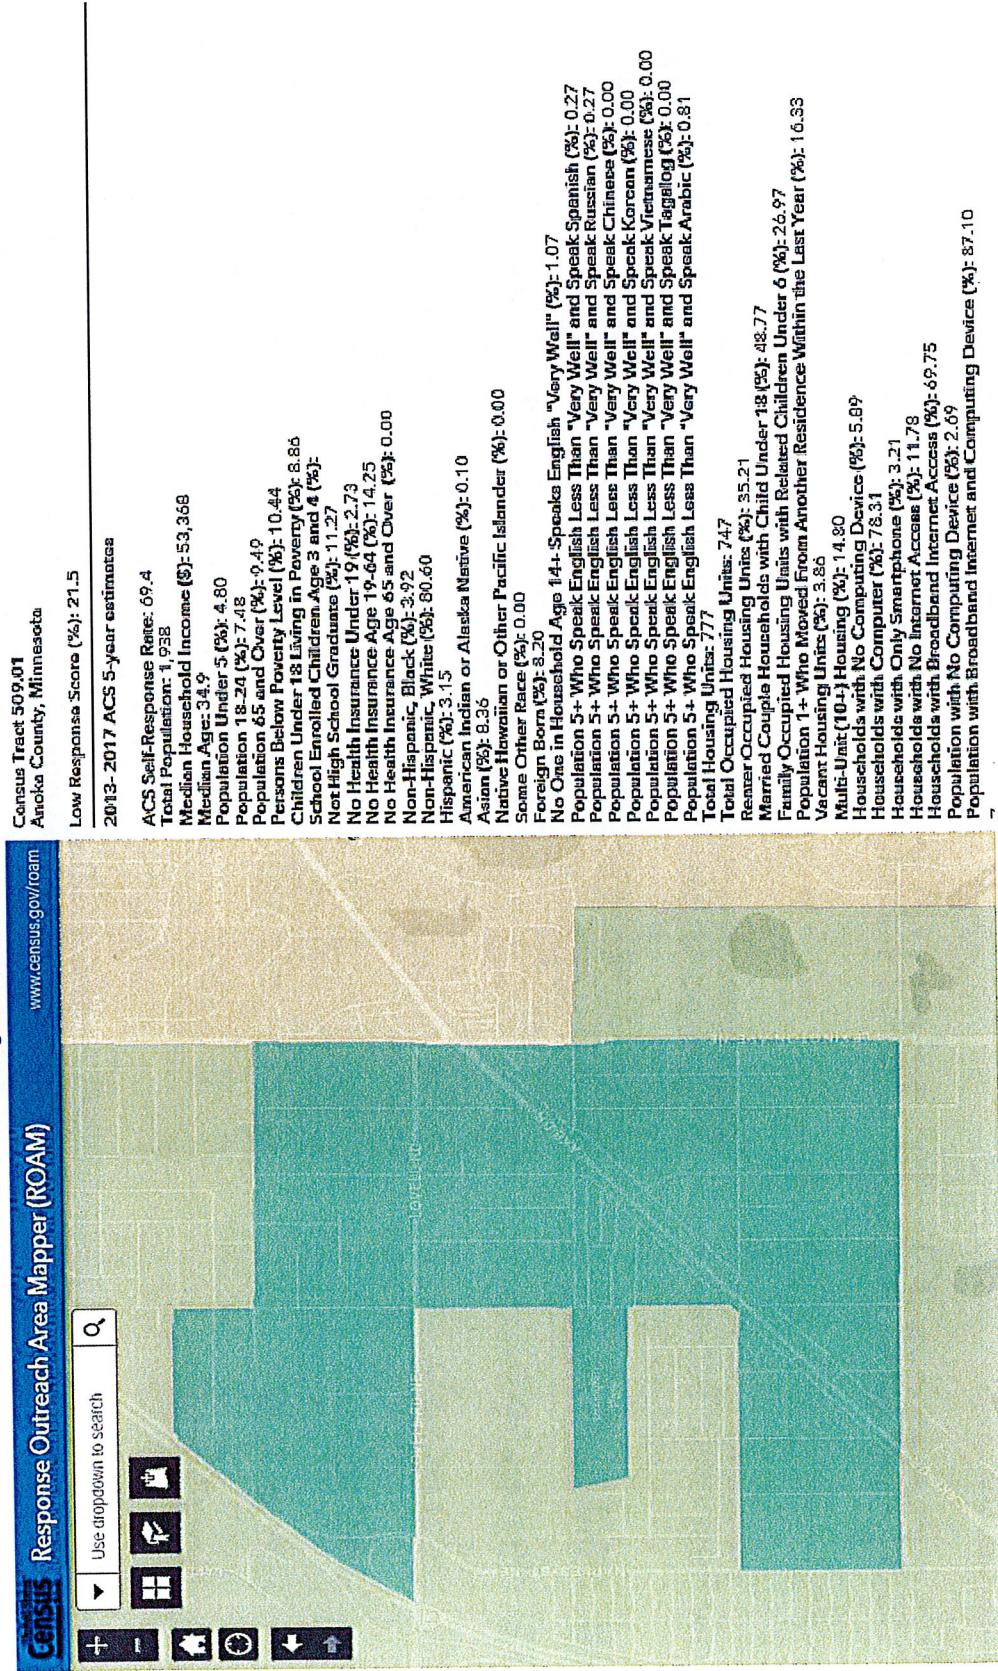 Census
Response Outreach Area Mapper (ROAM)
www.census.gov/roam
Use dropdown to search
Census Tract 509.01
Anoka County, Minnesota
Low Response Score (%): 21.5
2013-2017 ACS 5-year estimates
ACS Self-Response Rate: 69.4
Total Population: 1,938
Median Household Income ($): 53,368
Median Age: 34.9
Population Under 5 (%): 4.80
Population 18-24 (%): 7.48
Population 65 and Over (%): 9.49
Persons Below Poverty Level (%): 10.44
Children Under 18 Living in Poverty (%): 8.86
School Enrolled Children Age 3 and 4 (%):
Not High School Graduate (%): 11.27
No Health Insurance Under 19 (%): 2.73
No Health Insurance Age 19-64 (%): 14.25
No Health Insurance Age 65 and Over (%): 0.00
Non-Hispanic, Black (%): 3.92
Non-Hispanic, White (%): 80.60
Hispanic (%): 3.15
American Indian or Alaska Native (%): 0.10
Asian (%): 8.36
Native Hawaiian or Other Pacific Islander (%): 0.00
Some Other Race (%): 0.00
Foreign Born (%): 8.20
No One in Household Age 14+ Speaks English "Very Well" (%): 1.07
Population 5+ Who Speak English Less Than "Very Well" and Speak Spanish (%): 0.27
Population 5+ Who Speak English Less Than "Very Well" and Speak Russian (%): 0.27
Population 5+ Who Speak English Less Than "Very Well" and Speak Chinese (%): 0.00
Population 5+ Who Speak English Less Than "Very Well" and Speak Korean (%): 0.00
Population 5+ Who Speak English Less Than "Very Well" and Speak Vietnamese (%): 0.00
Population 5+ Who Speak English Less Than "Very Well" and Speak Tagalog (%): 0.00
Population 5+ Who Speak English Less Than "Very Well" and Speak Arabic (%): 0.81
Total Housing Units: 777
Total Occupied Housing Units: 747
Renter Occupied Housing Units (%): 35.21
Married Couple Households with Child Under 18 (%): 48.77
Family Occupied Housing Units with Related Children Under 6 (%): 26.97
Population 1+ Who Moved From Another Residence Within the Last Year (%): 16.33
Vacant Housing Units (%): 3.86
Multi-Unit (10+) Housing (%): 14.80
Households with No Computing Device (%): 5.89
Households with Computer (%): 78.31
Households with Only Smartphone (%): 3.21
Households with No Internet Access (%): 11.78
Households with Broadband Internet Access (%): 69.75
Population with No Computing Device (%): 2.69
Population with Broadband Internet and Computing Device (%): 87.10